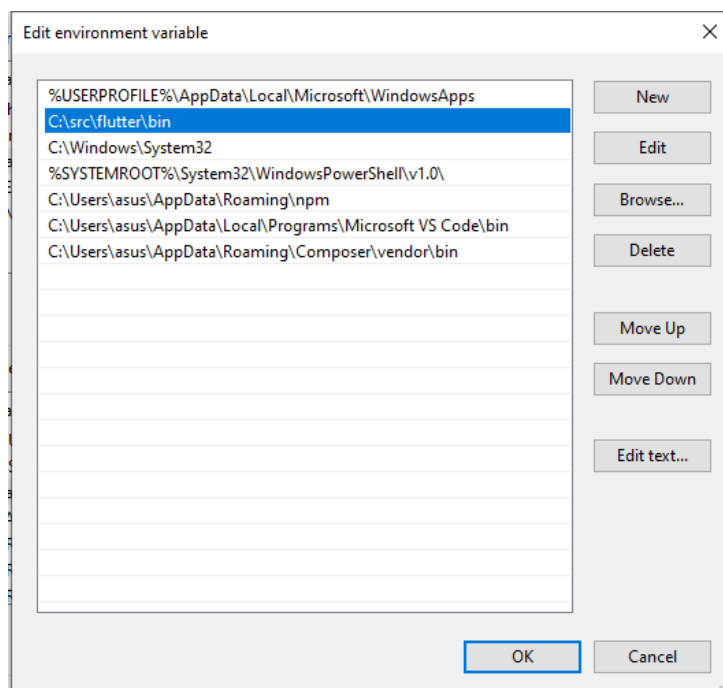 Edit environment variable
%USERPROFILE%\AppData\Local\Microsoft\WindowsApps
C:\src\flutter\bin
C:\Windows\System32
%SYSTEMROOT%\System32\WindowsPowerShell\v1.0\
C:\Users\asus\AppData\Roaming\npm
C:\Users\asus\AppData\Local\Programs\Microsoft VS Code\bin
C:\Users\asus\AppData\Roaming\Composer\vendor\bin
New
Edit
Browse...
Delete
Move Up
Move Down
Edit text...
OK
Cancel